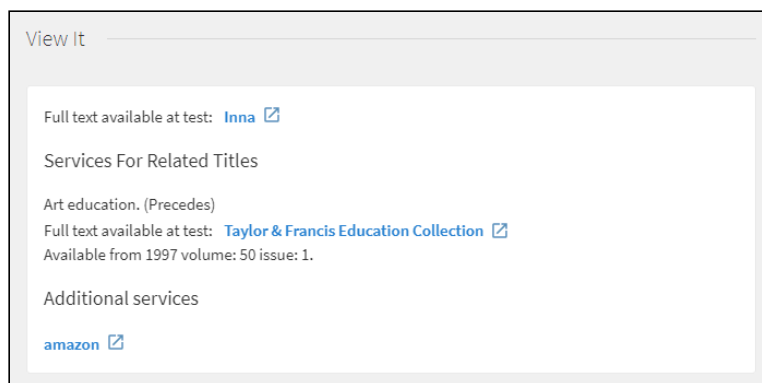 View It
Full text available at test: Inna
Services For Related Titles
Art education. (Precedes)
Full text available at test: Taylor & Francis Education Collection
Available from 1997 volume: 50 issue: 1.
Additional services
amazon